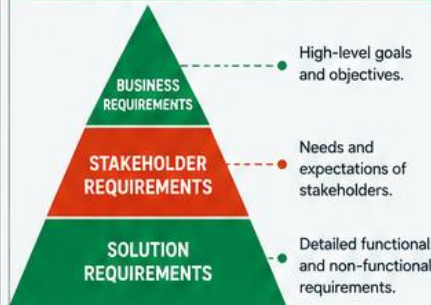 BUSINESS
REQUIREMENTS
High-level goals
and objectives.
STAKEHOLDER
REQUIREMENTS
Needs and
expectations of
stakeholders.
SOLUTION
REQUIREMENTS
Detailed functional
and non-functional
requirements.